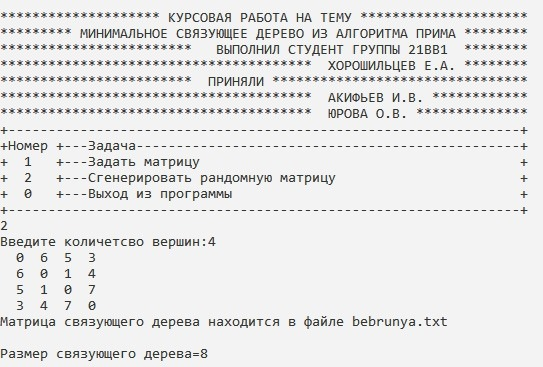 ******************** КУРСОВАЯ РАБОТА НА ТЕМУ *********************
********* МИНИМАЛЬНОЕ СВЯЗУЮЩЕЕ ДЕРЕВО ИЗ АЛГОРИТМА ПРИМА ********
************************   ВЫПОЛНИЛ СТУДЕНТ ГРУППЫ 21ВВ1  ********
***************************************  ХОРОШИЛЬЦЕВ Е.А. ********
************************  ПРИНЯЛИ ********************************
***************************************  АКИФЬЕВ И.В. ************
***************************************  ЮРОВА О.В. **************
+----------------------------------------------------------------+
+Номер +---Задача------------------------------------------------+
+  1   +---Задать матрицу                                        +
+  2   +---Сгенерировать рандомную матрицу                       +
+  0   +---Выход из программы                                    +
+----------------------------------------------------------------+
2
Введите количетсво вершин:4
  0  6  5  3
  6  0  1  4
  5  1  0  7
  3  4  7  0
Матрица связующего дерева находится в файле bebrunya.txt
Размер связующего дерева=8